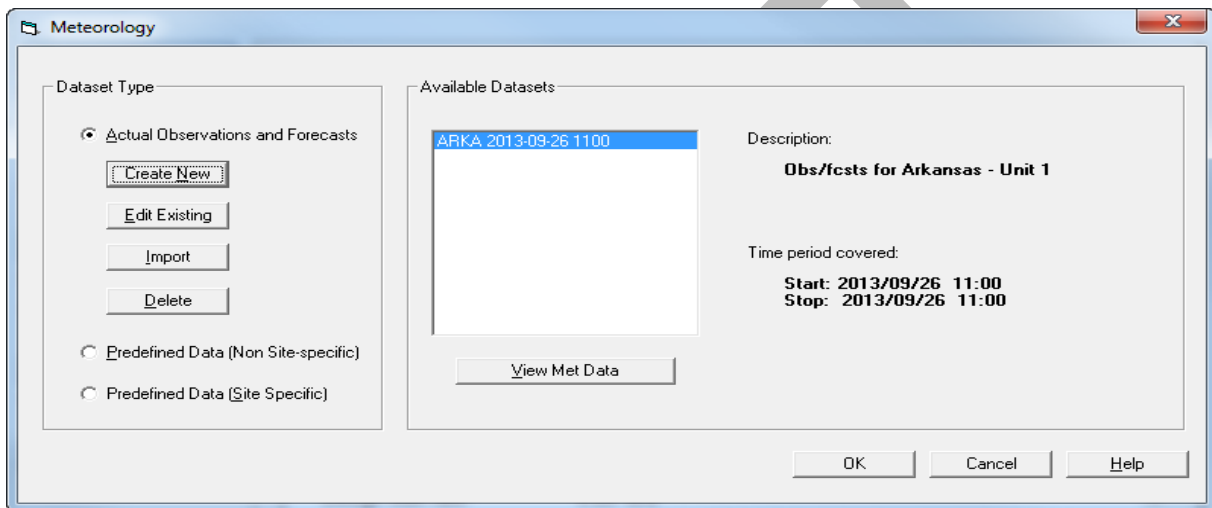 Meteorology
Dataset Type
Actual Observations and Forecasts
Create New
Edit Existing
Import
Delete
Predefined Data (Non Site-specific)
Predefined Data (Site Specific)
Available Datasets
ARKA 2013-09-26 1100
View Met Data
Description:
Obs/fcsts for Arkansas - Unit 1
Time period covered:
Start: 2013/09/26 11:00
Stop: 2013/09/26 11:00
OK
Cancel
Help